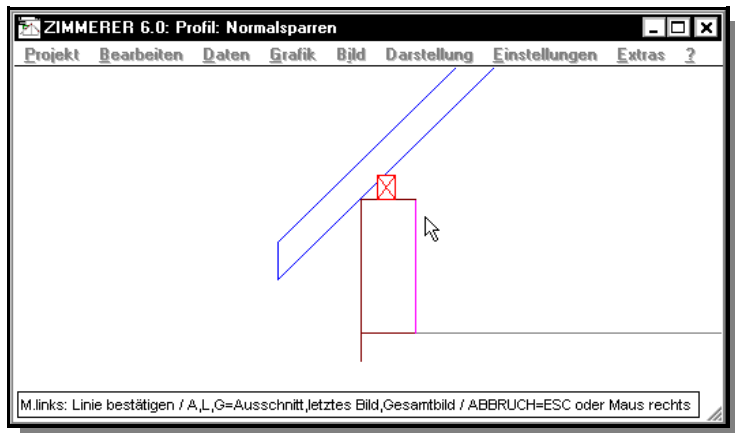 ZIMMERER 6.0: Profil: Normalsparren
Projekt Bearbeiten Daten Grafik Bild Darstellung Einstellungen Extras ?
M.links: Linie bestätigen / A,L,G=Ausschnitt,letztes Bild,Gesamtbild / ABBRUCH=ESC oder Maus rechts